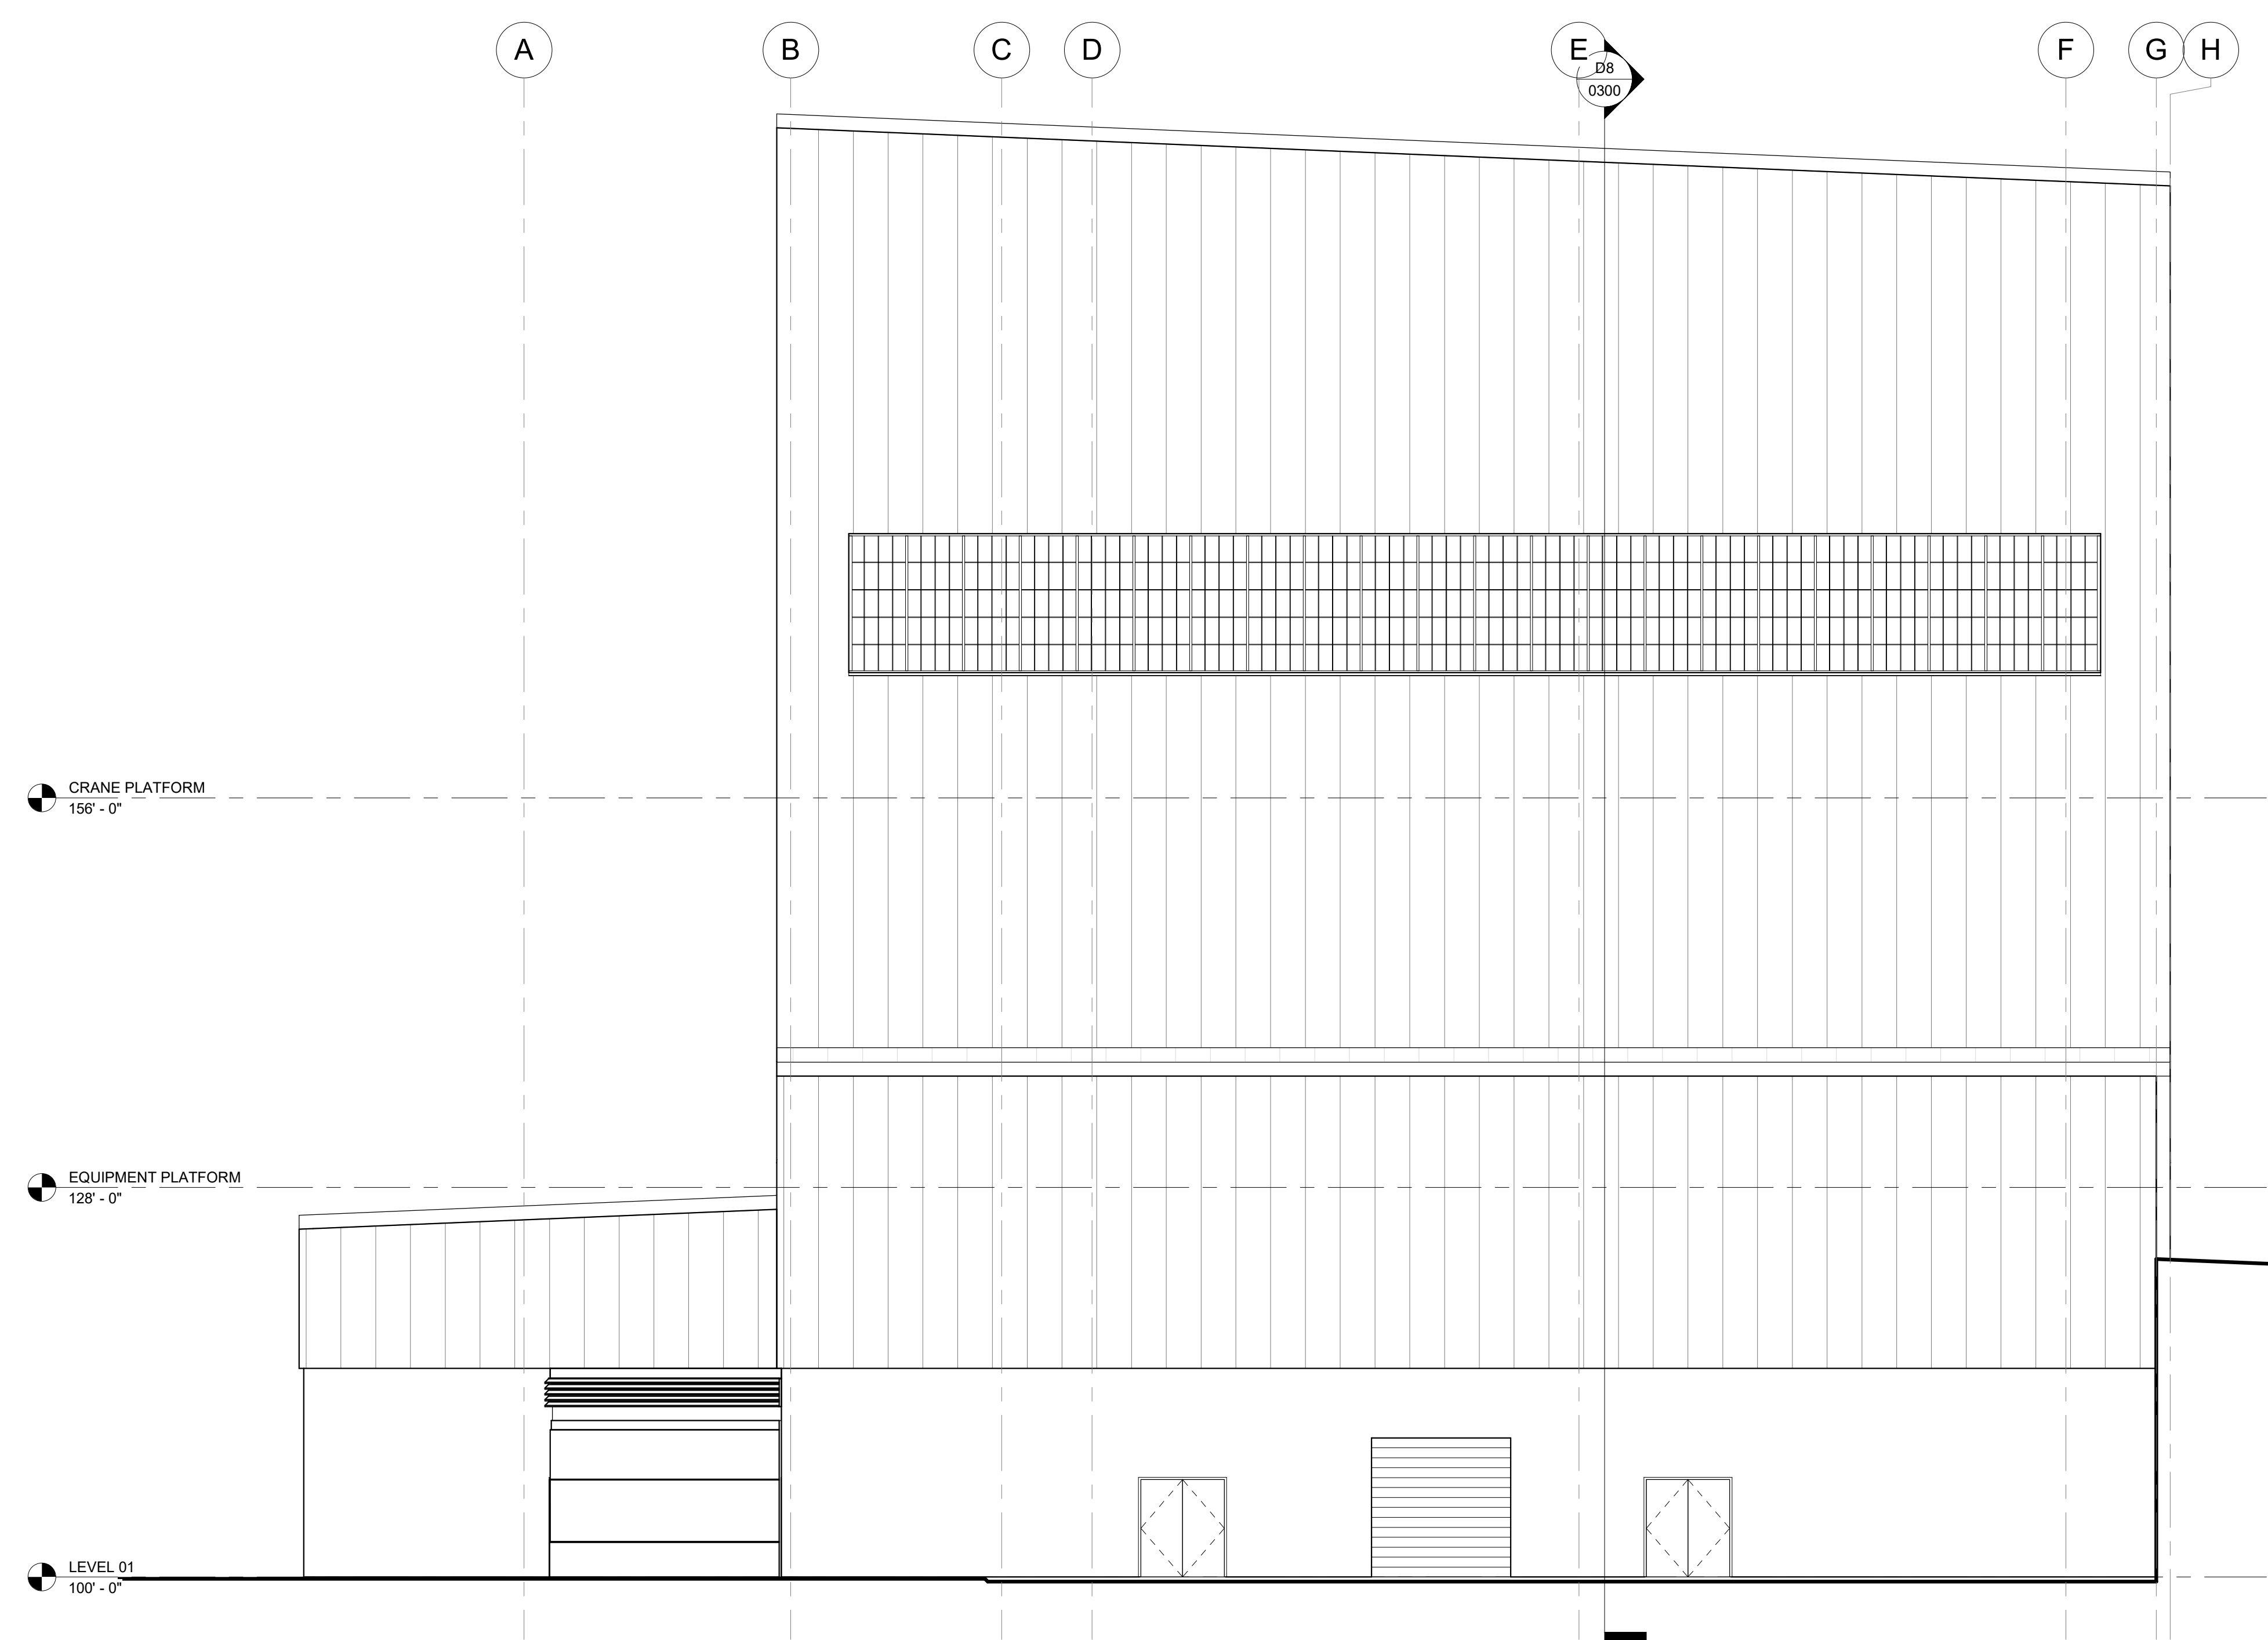 A
B
C
D
E
F
G
H
D8
0300
CRANE PLATFORM
156' - 0"
EQUIPMENT PLATFORM
128' - 0"
LEVEL 01
100' - 0"